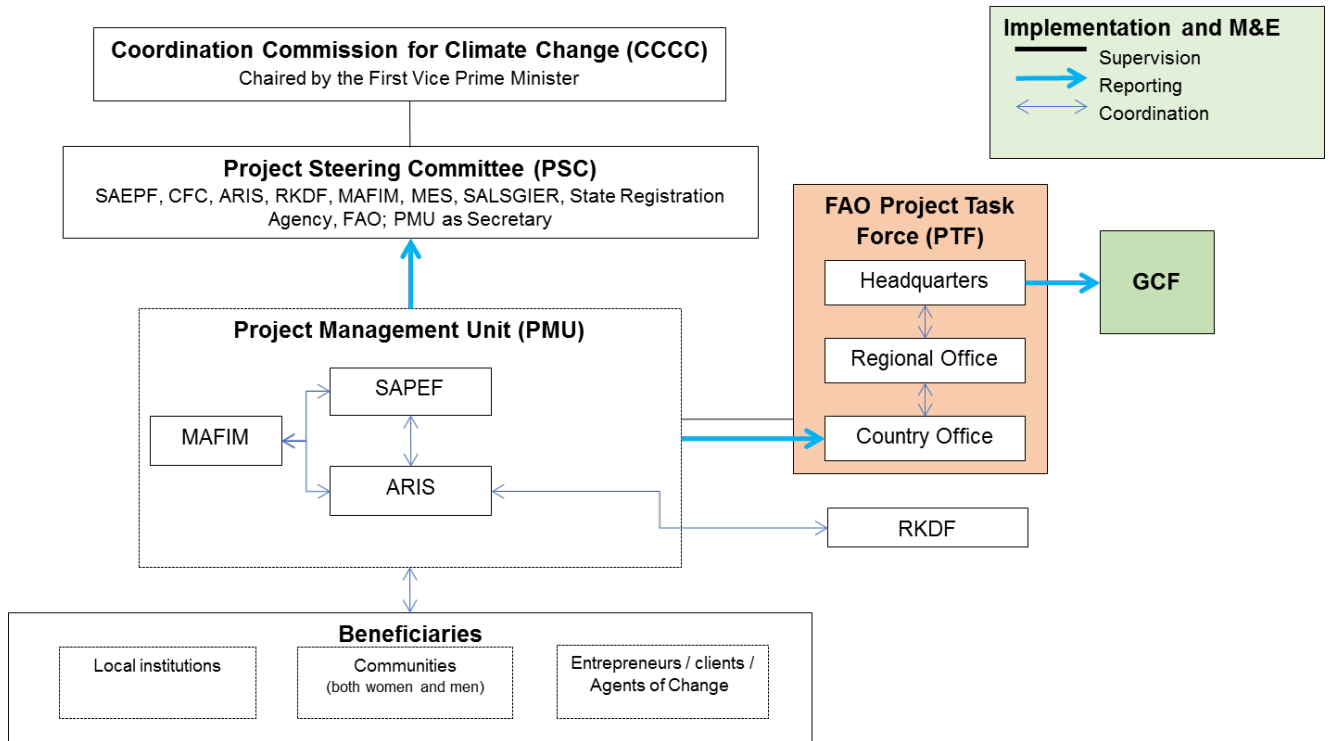 Coordination Commission for Climate Change (CCCC)
Chaired by the First Vice Prime Minister
Implementation and M&E
Supervision
Reporting
Coordination
Project Steering Committee (PSC)
SAEPF, CFC, ARIS, RKDF, MAFIM, MES, SALSGIER, State Registration
Agency, FAO; PMU as Secretary
FAO Project Task
Force (PTF)
Headquarters
Regional Office
Country Office
GCF
Project Management Unit (PMU)
SAPEF
MAFIM
ARIS
RKDF
Beneficiaries
Local institutions
Communities
(both women and men)
Entrepreneurs / clients /
Agents of Change